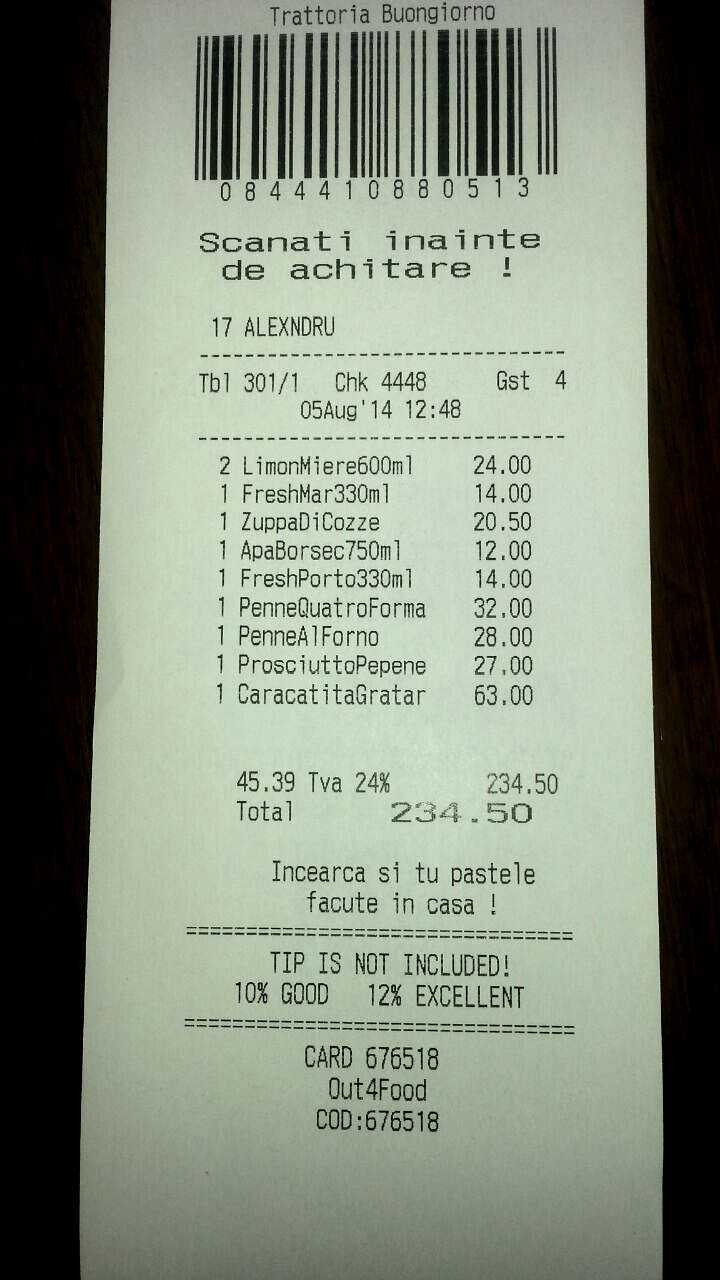 Trattoria Buongiorno
0844410880513
Scanati inainte
de achitare !
17 ALEXNDRU
--------------------------------
Tbl 301/1 Chk 4448 Gst 4
05Aug'14 12:48
--------------------------------
2 LimonMiere600ml 24.00
1 FreshMar330ml 14.00
1 ZuppaDiCozze 20.50
1 ApaBorsec750ml 12.00
1 FreshPorto330ml 14.00
1 PenneQuatroForma 32.00
1 PenneAlForno 28.00
1 ProsciuttoPepene 27.00
1 CaracatitaGratar 63.00
45.39 Tva 24% 234.50
Total 234.50
Incearca si tu pastele
facute in casa !
==================================
TIP IS NOT INCLUDED!
10% GOOD 12% EXCELLENT
==================================
CARD 676518
Out4Food
COD:676518